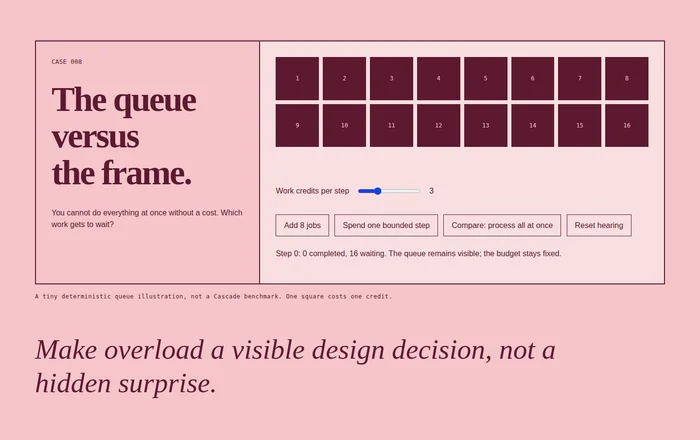 CASE 008
The queue
versus
the frame.
You cannot do everything at once without a cost. Which
work gets to wait?
1 2 3 4 5 6 7 8
9 10 11 12 13 14 15 16
Work credits per step 3
Add 8 jobs Spend one bounded step Compare: process all at once Reset hearing
Step 0: 0 completed, 16 waiting. The queue remains visible; the budget stays fixed.
A tiny deterministic queue illustration, not a Cascade benchmark. One square costs one credit.
Make overload a visible design decision, not a
hidden surprise.